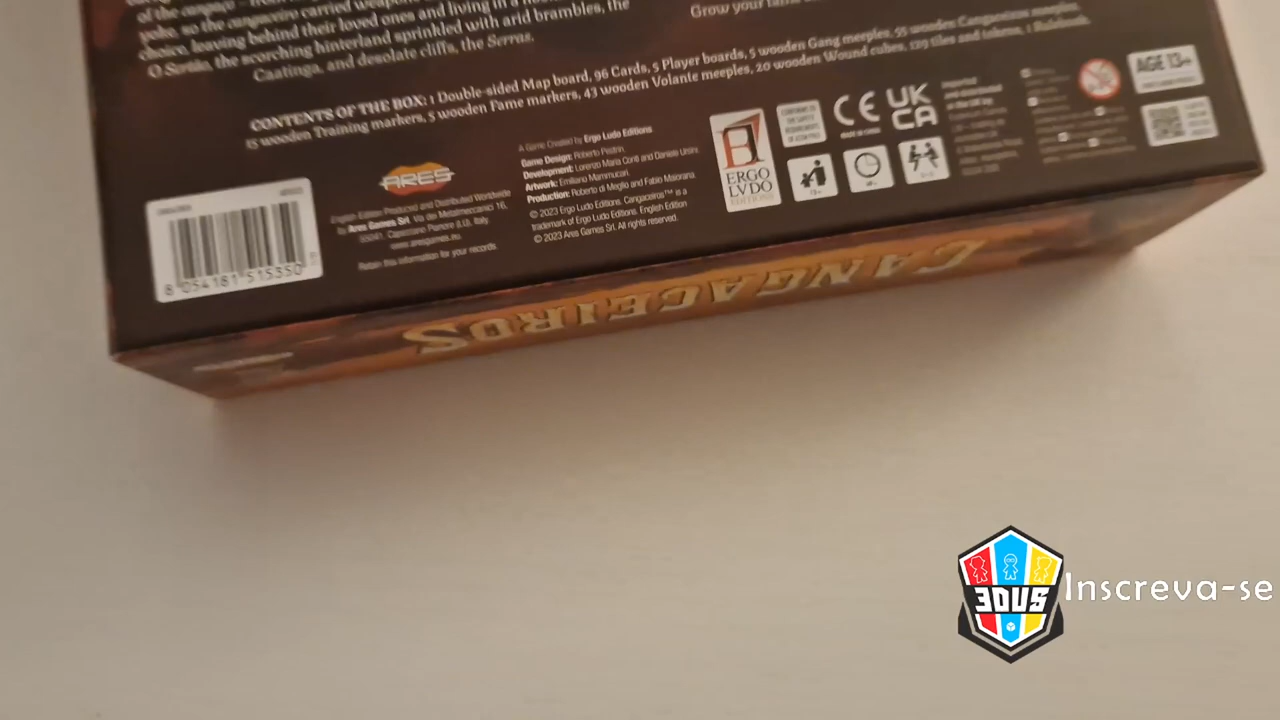 of the cangaço –
yoke, so the cangaceiro carried weapons
choice, leaving behind their loved ones and living in a
O Sertão, the scorching hinterland sprinkled with arid brambles, the
Caatinga, and desolate cliffs, the Serras.
Grow your
CONTENTS OF THE BOX: 1 Double-sided Map board, 96 Cards, 5 Player boards, 5 wooden Gang meeples, 55 wooden Cangaceiros meeples,
15 wooden Training markers, 5 wooden Fame markers, 43 wooden Volante meeples, 20 wooden Wound cubes, 129 tiles and tokens, 1 Rulebook.
8 054181 515350
ARES
English Edition Produced and Distributed Worldwide
by Ares Games Srl. Via dei Metalmeccanici 16,
55041, Capezzano Pianore (LU), Italy.
www.aresgames.eu
Retain this information for your records.
A Game Created by Ergo Ludo Editions
Game Design: Roberto Pestrin.
Development: Lorenzo Maria Conti and Daniele Ursini.
Artwork: Emiliano Mammucari.
Production: Roberto di Meglio and Fabio Maiorana.
© 2023 Ergo Ludo Editions. Cangaceiros™ is a
trademark of Ergo Ludo Editions. English Edition
© 2023 Ares Games Srl. All rights reserved.
ERGO
LVDO
EDITIONS
CE
MADE IN CHINA
UK
CA
AGE 13+
CANGACEIROS
3DUS
Inscreva-se